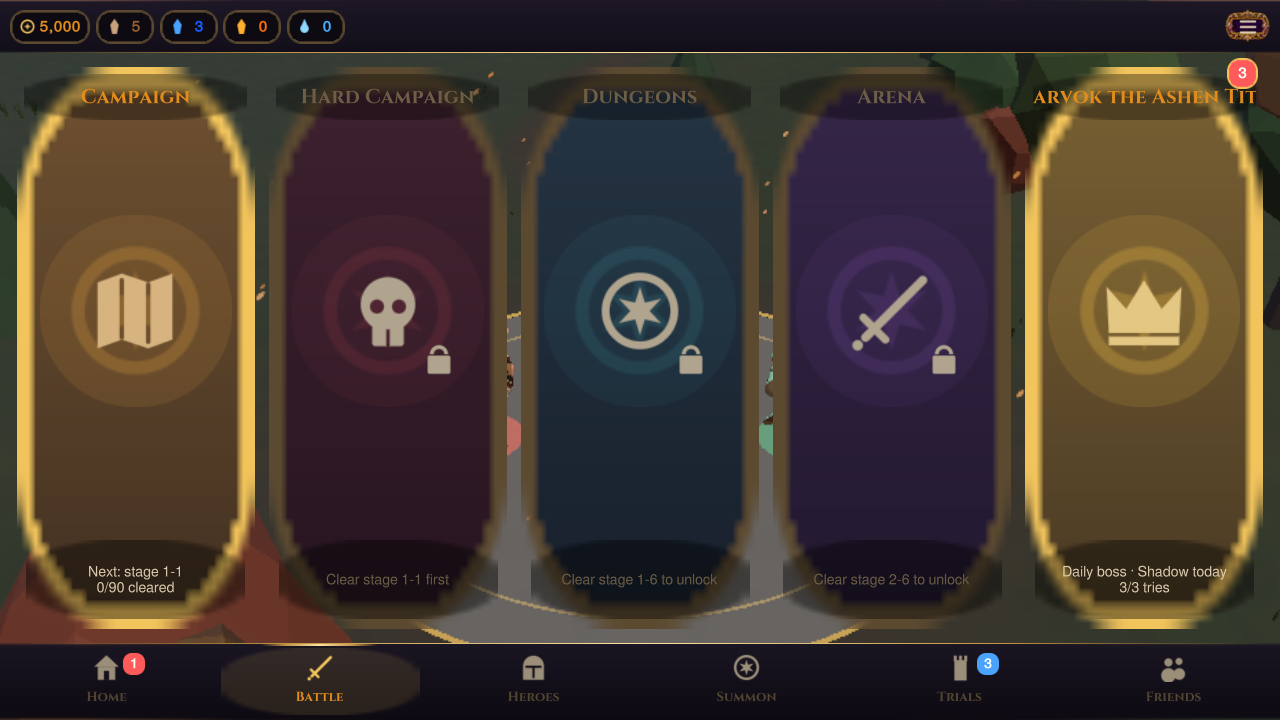 5,000
5
3
0
0
3
CAMPAIGN
HARD CAMPAIGN
DUNGEONS
ARENA
ARVOK THE ASHEN TIT
Next: stage 1-1
0/90 cleared
Clear stage 1-1 first
Clear stage 1-6 to unlock
Clear stage 2-6 to unlock
Daily boss · Shadow today
3/3 tries
1
3
HOME
BATTLE
HEROES
SUMMON
TRIALS
FRIENDS